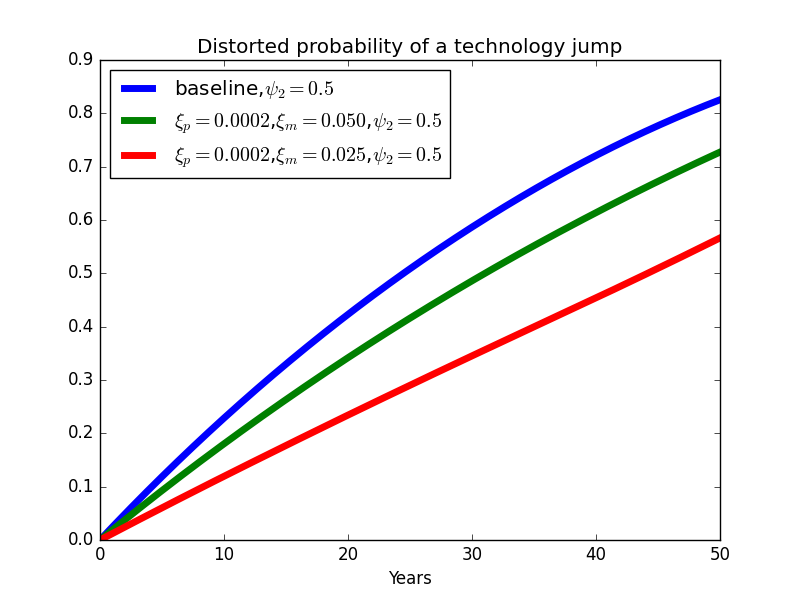 Distorted probability of a technology jump
0.9
0.8
0.7
0.6
0.5
0.4
0.3
0.2
0.1
0.0
baseline,ψ₂ = 0.5
ξₚ = 0.0002,ξₘ = 0.050,ψ₂ = 0.5
ξₚ = 0.0002,ξₘ = 0.025,ψ₂ = 0.5
0 10 20 30 40 50
Years